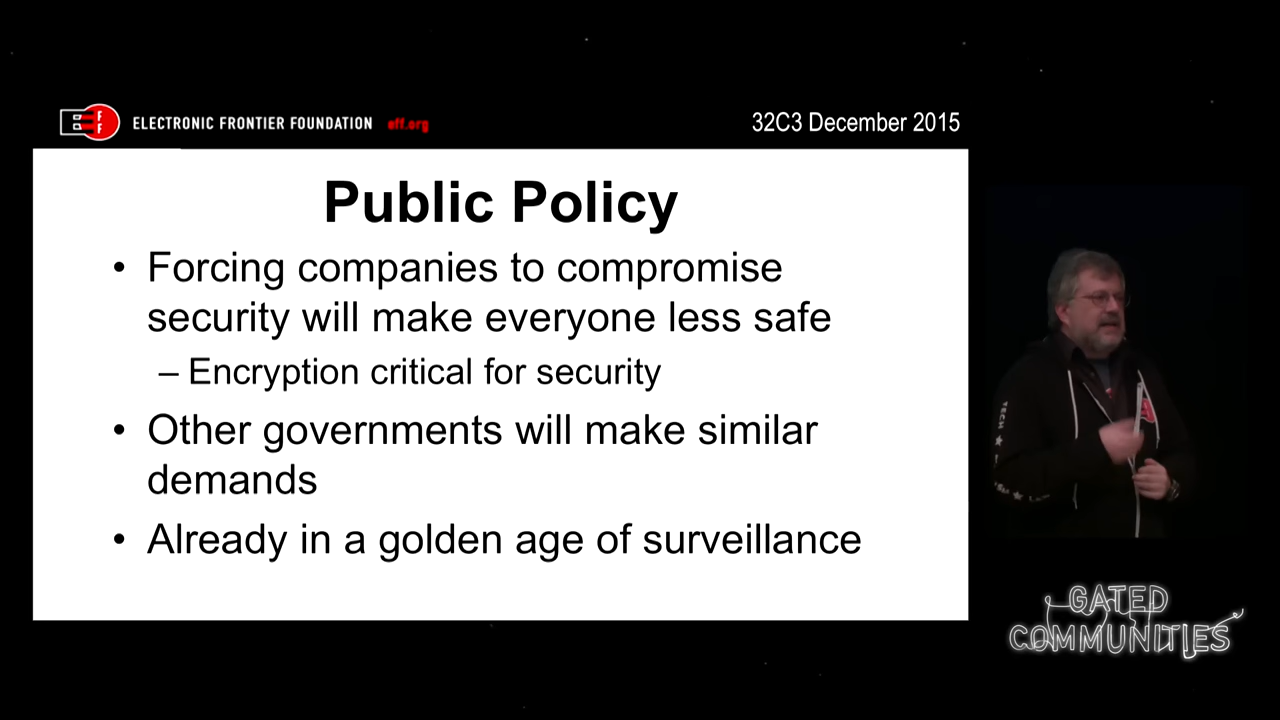 ELECTRONIC FRONTIER FOUNDATION eff.org
32C3 December 2015
Public Policy
• Forcing companies to compromise
security will make everyone less safe
– Encryption critical for security
• Other governments will make similar
demands
• Already in a golden age of surveillance
TECH
GATED
COMMUNITIES